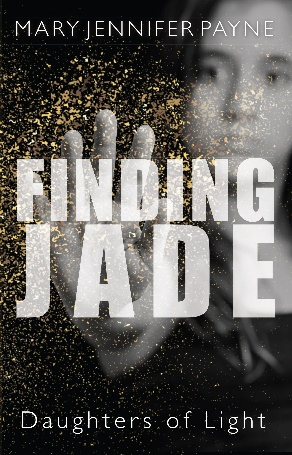 MARY JENNIFER PAYNE
FINDING
JADE
Daughters of Light